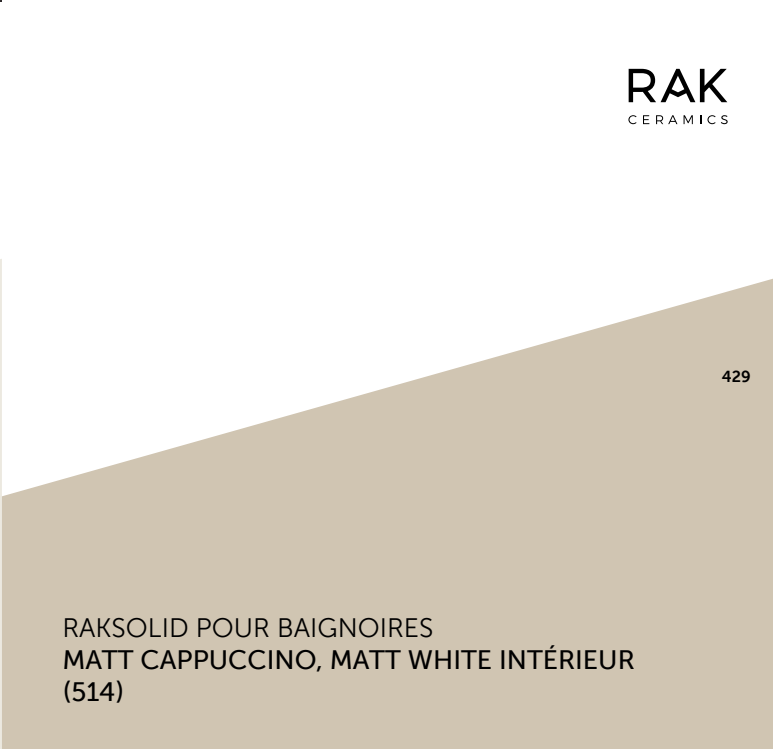 RAK
CERAMICS
429
RAKSOLID POUR BAIGNOIRES
MATT CAPPUCCINO, MATT WHITE INTÉRIEUR
(514)